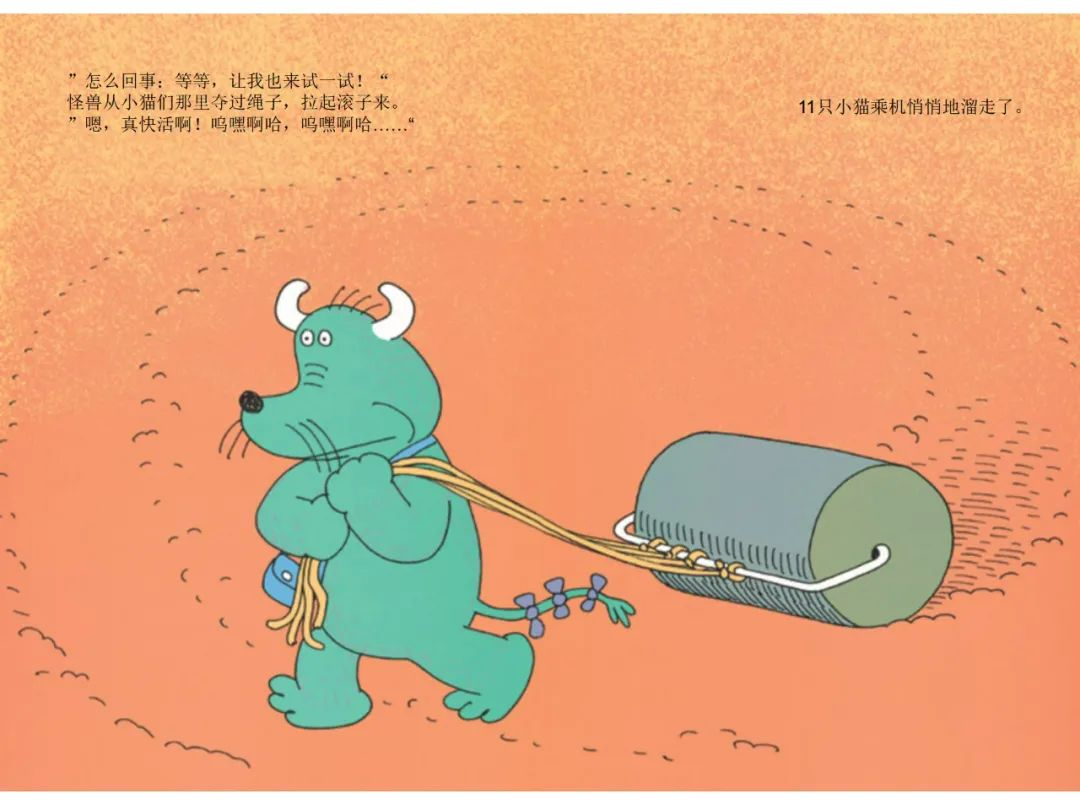 ”怎么回事：等等，让我也来试一试！“
怪兽从小猫们那里夺过绳子，拉起滚子来。
”嗯，真快活啊！呜嘿啊哈，呜嘿啊哈……“
11只小猫乘机悄悄地溜走了。